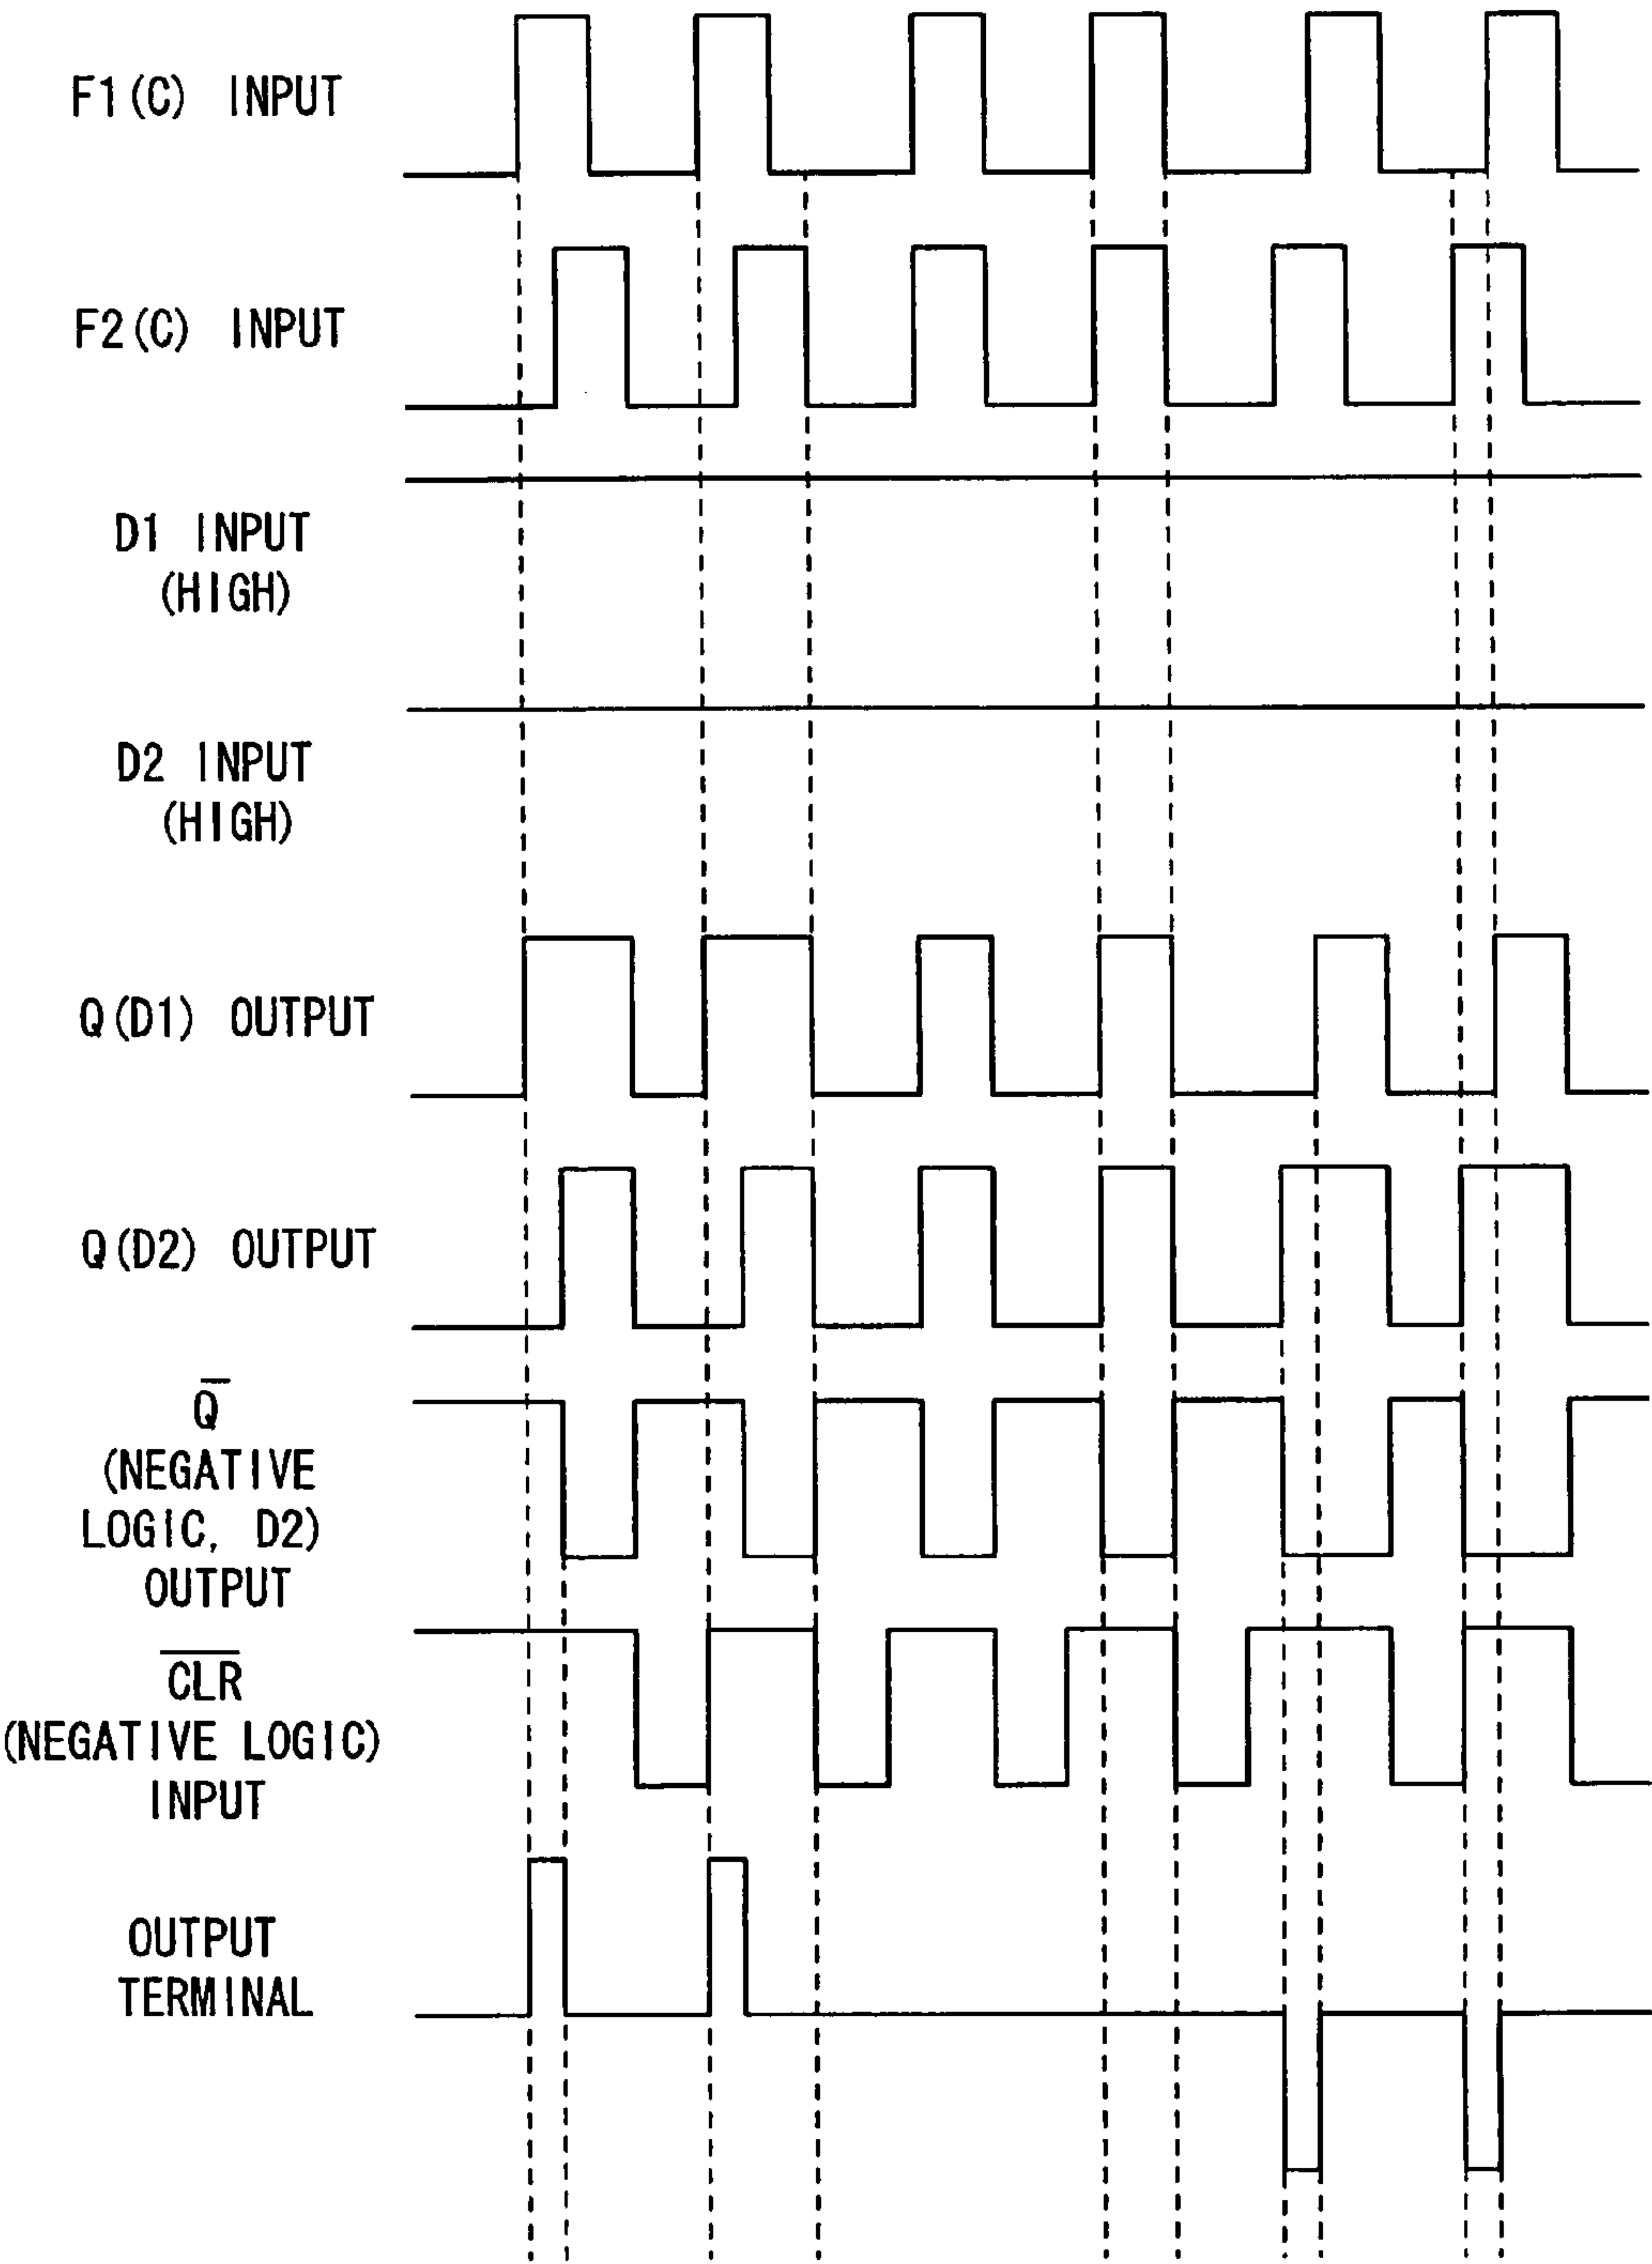 F1(C) INPUT
F2(C) INPUT
D1 INPUT
(HIGH)
D2 INPUT
(HIGH)
Q(D1) OUTPUT
Q(D2) OUTPUT
Q̅
(NEGATIVE
LOGIC, D2)
OUTPUT
C̅L̅R̅
(NEGATIVE LOGIC)
INPUT
OUTPUT
TERMINAL